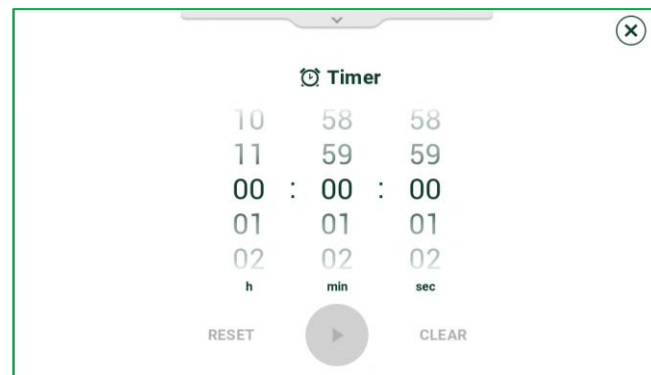 Timer
10 58 58
11 59 59
00 : 00 : 00
01 01 01
02 02 02
h min sec
RESET CLEAR